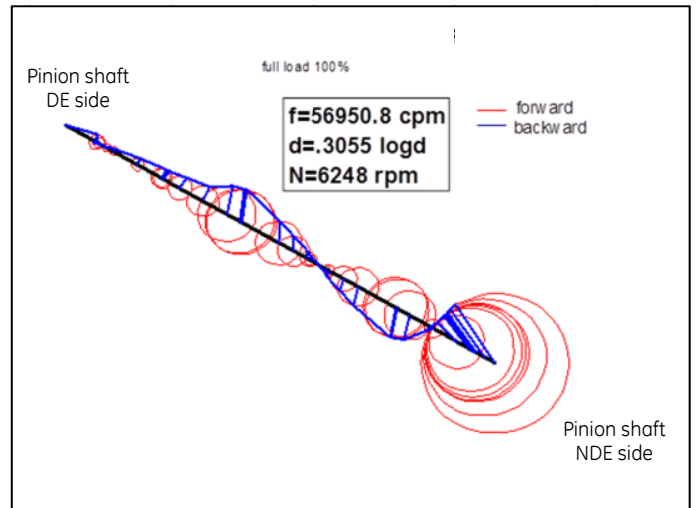 Pinion shaft
DE side
full load 100%
f=56950.8 cpm
d=.3055 logd
N=6248 rpm
forward
backward
Pinion shaft
NDE side